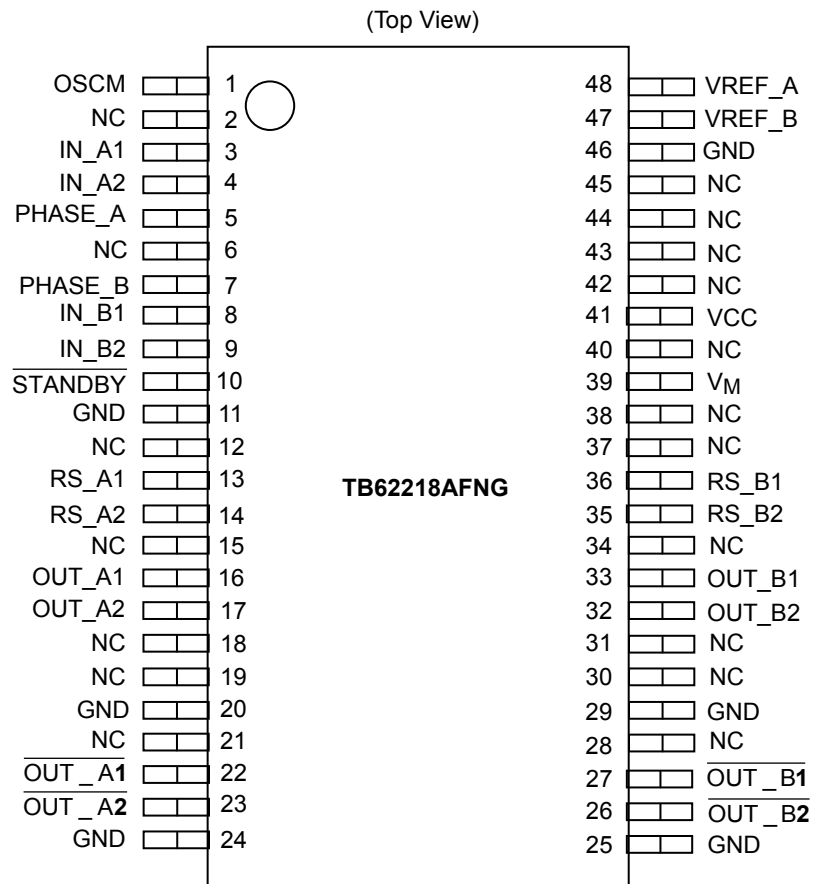 (Top View)
OSCM 1 48 VREF_A
NC 2 47 VREF_B
IN_A1 3 46 GND
IN_A2 4 45 NC
PHASE_A 5 44 NC
NC 6 43 NC
PHASE_B 7 42 NC
IN_B1 8 41 VCC
IN_B2 9 40 NC
STANDBY 10 39 VM
GND 11 38 NC
NC 12 37 NC
RS_A1 13 36 RS_B1
TB62218AFNG
RS_A2 14 35 RS_B2
NC 15 34 NC
OUT_A1 16 33 OUT_B1
OUT_A2 17 32 OUT_B2
NC 18 31 NC
NC 19 30 NC
GND 20 29 GND
NC 21 28 NC
OUT_A1 22 27 OUT_B1
OUT_A2 23 26 OUT_B2
GND 24 25 GND